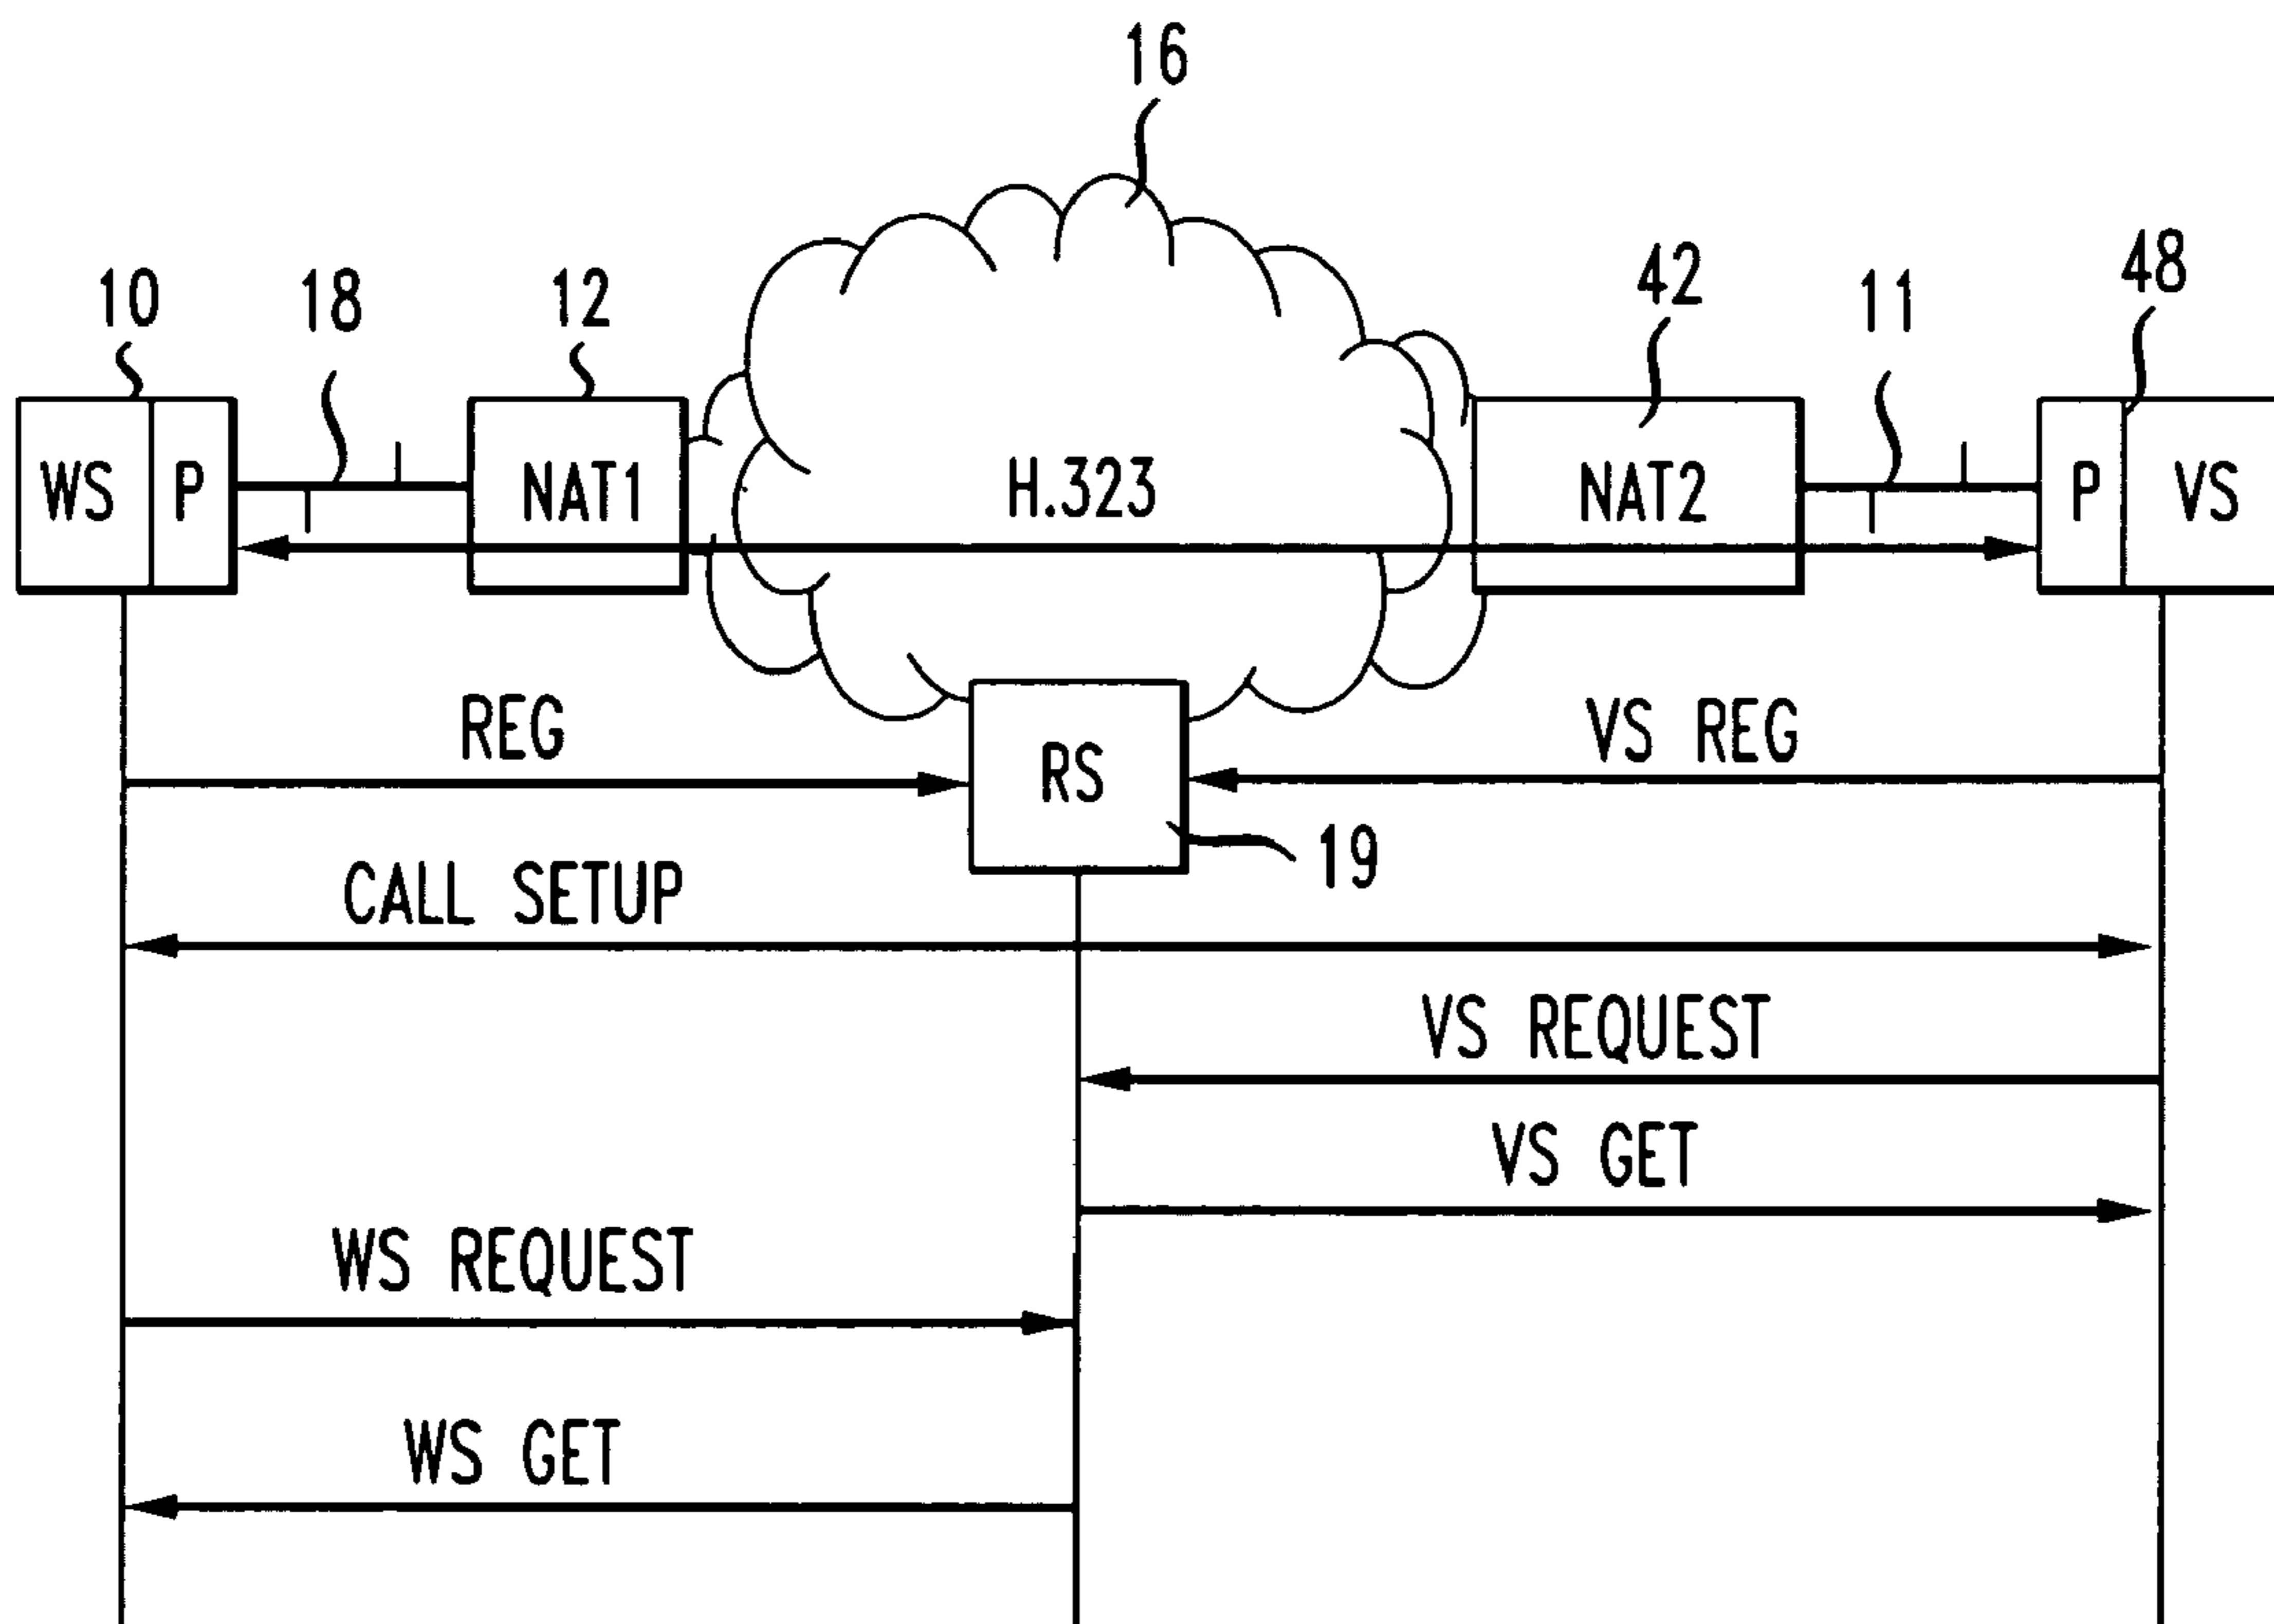 16
10
18
12
42
11
48
WS
P
NAT1
H.323
NAT2
P
VS
REG
RS
VS REG
19
CALL SETUP
VS REQUEST
VS GET
WS REQUEST
WS GET